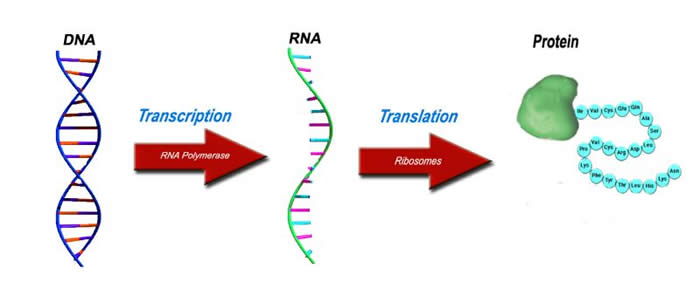 DNA
RNA
Protein
Transcription
RNA Polymerase
Translation
Ribosomes
Ile Val Cys Glu Gln
Ala
Ser
Leu
Asp
Arg
Cys
Val
Pro
Lys
Phe Tyr Thr Leu His Lys Asn